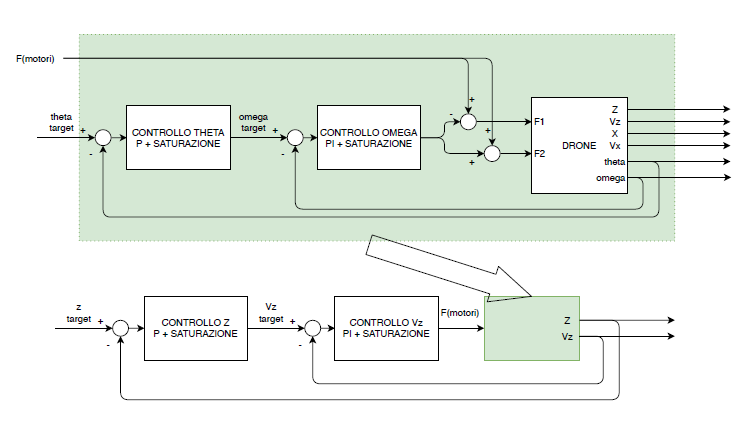 F(motori)
theta
target
+
-
CONTROLLO THETA
P + SATURAZIONE
omega
target
+
-
CONTROLLO OMEGA
PI + SATURAZIONE
+
-
+
+
F1
F2
DRONE
Z
Vz
X
Vx
theta
omega
z
target
+
-
CONTROLLO Z
P + SATURAZIONE
Vz
target
+
-
CONTROLLO Vz
PI + SATURAZIONE
F(motori)
Z
Vz